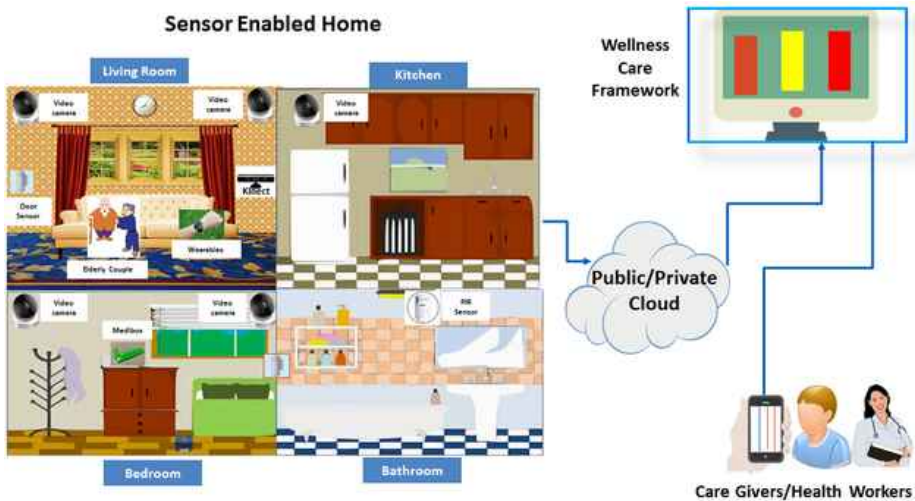 Sensor Enabled Home
Living Room
Kitchen
Video
camera
Video
camera
Video
camera
Door
Sensor
Kinect
Wearables
Elderly Couple
Video
camera
Video
camera
Medibox
PIR
Sensor
Bedroom
Bathroom
Public/Private
Cloud
Wellness
Care
Framework
Care Givers/Health Workers